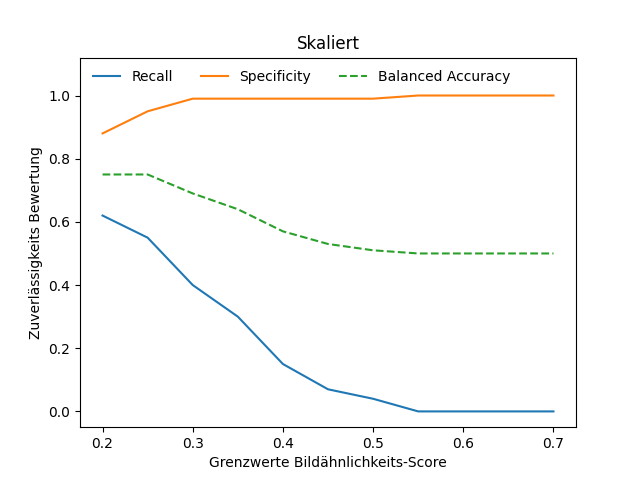 Skaliert
Recall Specificity Balanced Accuracy
1.0
0.8
0.6
0.4
0.2
0.0
Zuverlässigkeits Bewertung
0.2 0.3 0.4 0.5 0.6 0.7
Grenzwerte Bildähnlichkeits-Score